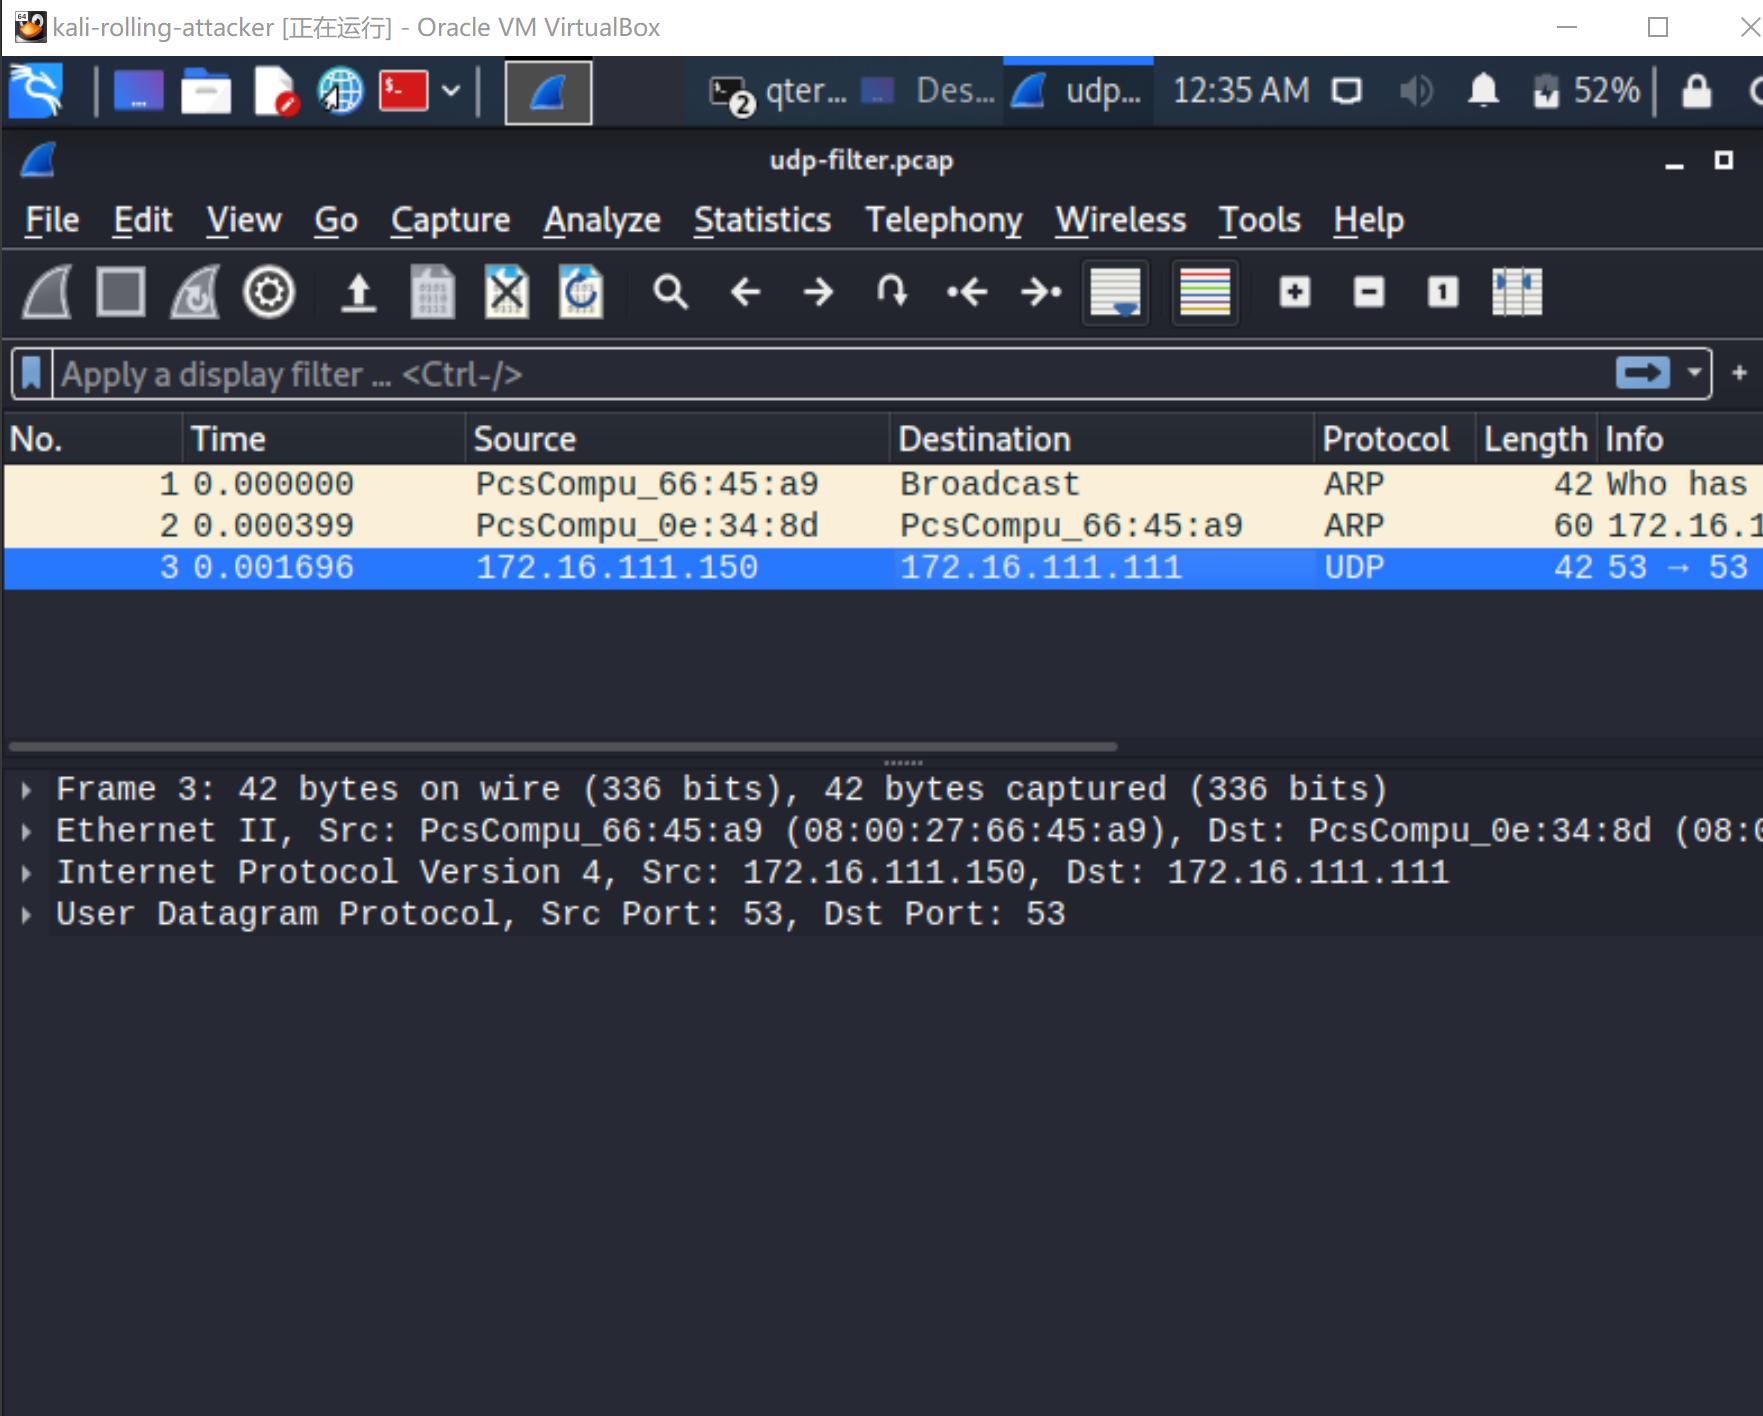 kali-rolling-attacker [正在运行] - Oracle VM VirtualBox
$- 2 qter... Des... udp... 12:35 AM 52%
udp-filter.pcap
File Edit View Go Capture Analyze Statistics Telephony Wireless Tools Help
Apply a display filter ... <Ctrl-/> +
No. Time Source Destination Protocol Length Info
1 0.000000 PcsCompu_66:45:a9 Broadcast ARP 42 Who has
2 0.000399 PcsCompu_0e:34:8d PcsCompu_66:45:a9 ARP 60 172.16.1
3 0.001696 172.16.111.150 172.16.111.111 UDP 42 53 → 53
Frame 3: 42 bytes on wire (336 bits), 42 bytes captured (336 bits)
Ethernet II, Src: PcsCompu_66:45:a9 (08:00:27:66:45:a9), Dst: PcsCompu_0e:34:8d (08:0
Internet Protocol Version 4, Src: 172.16.111.150, Dst: 172.16.111.111
User Datagram Protocol, Src Port: 53, Dst Port: 53